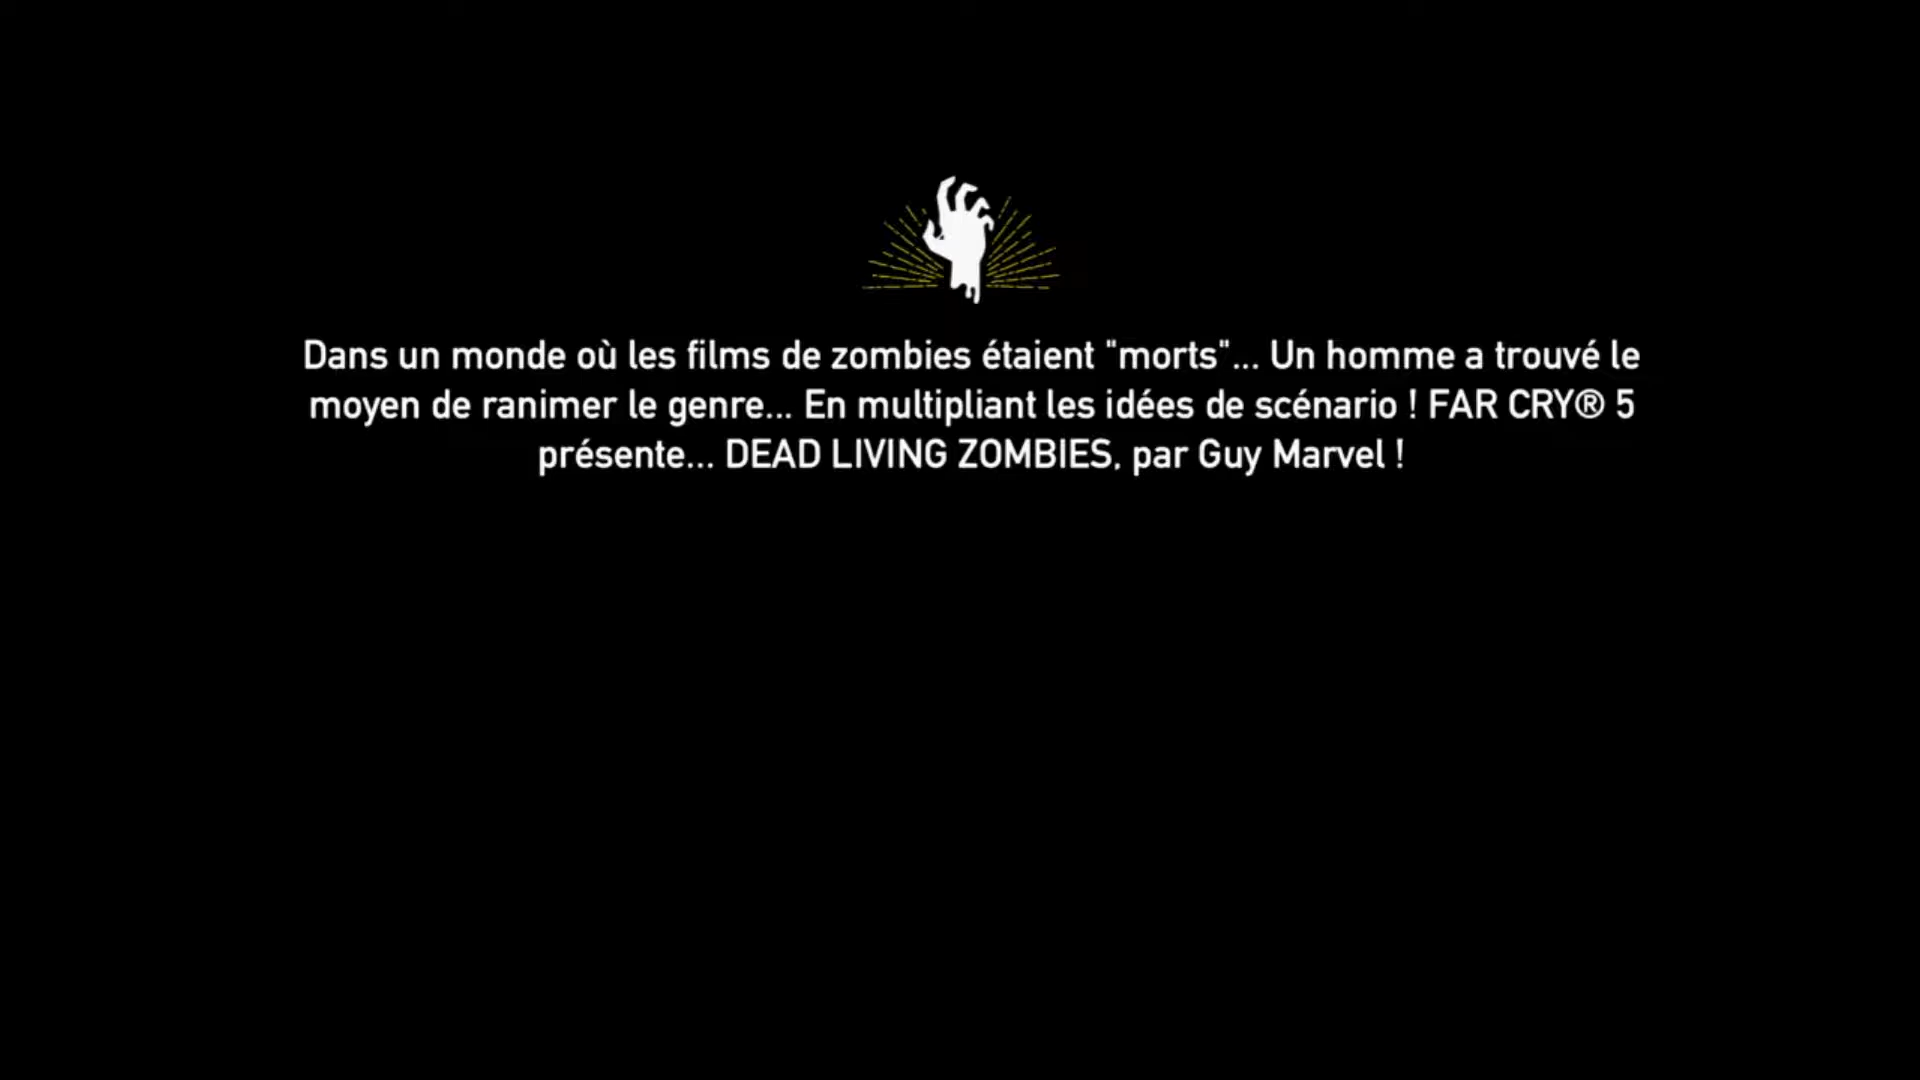 Dans un monde où les films de zombies étaient "morts"... Un homme a trouvé le
moyen de ranimer le genre... En multipliant les idées de scénario ! FAR CRY® 5
présente... DEAD LIVING ZOMBIES, par Guy Marvel !